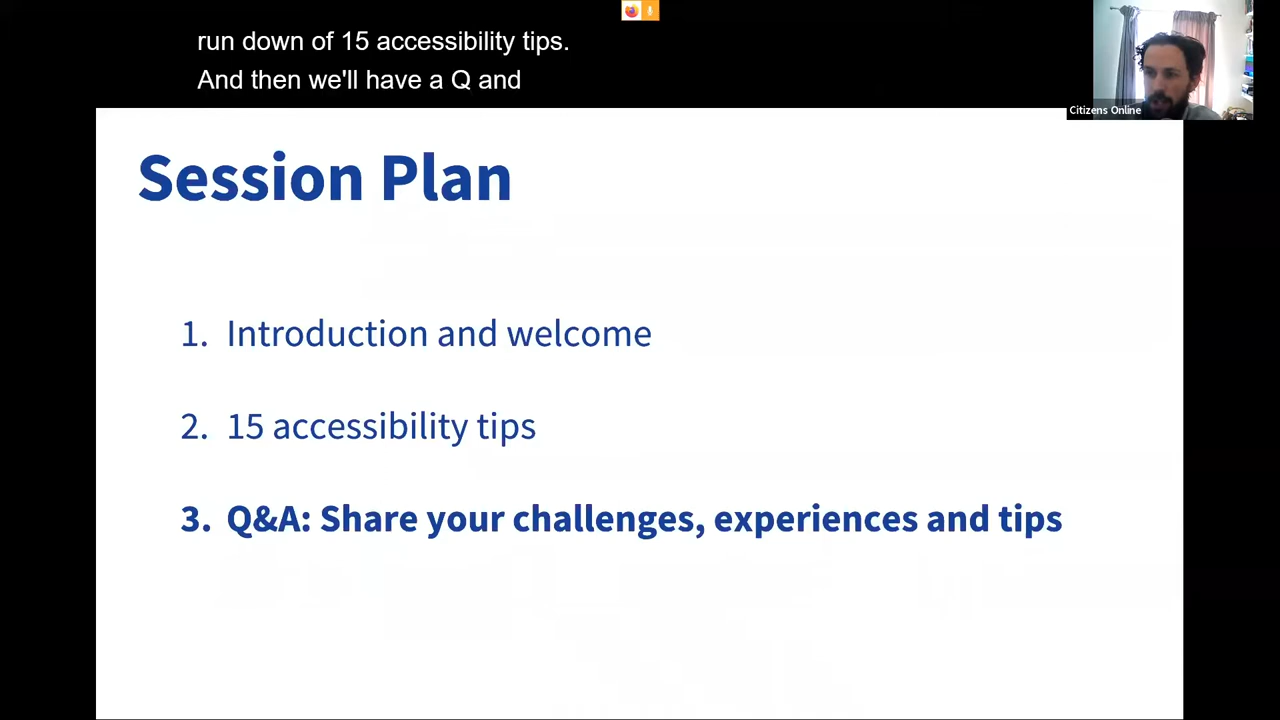 run down of 15 accessibility tips.
And then we'll have a Q and
Citizens Online
Session Plan
1. Introduction and welcome
2. 15 accessibility tips
3. Q&A: Share your challenges, experiences and tips